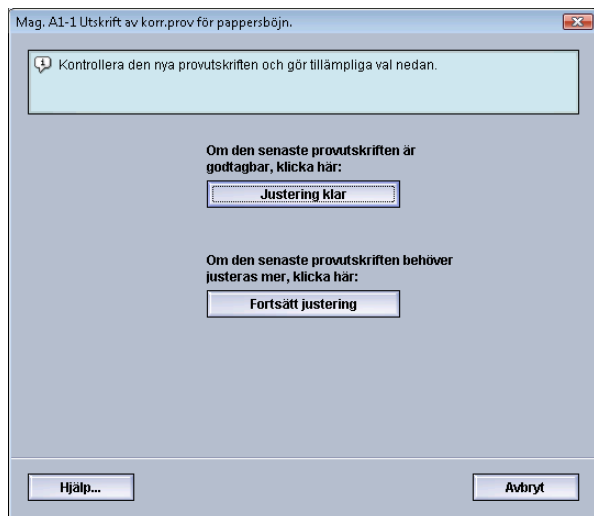 Mag. A1-1 Utskrift av korr.prov för pappersböjn.
Kontrollera den nya provutskriften och gör tillämpliga val nedan.
Om den senaste provutskriften är
godtagbar, klicka här:
Justering klar
Om den senaste provutskriften behöver
justeras mer, klicka här:
Fortsätt justering
Hjälp...
Avbryt